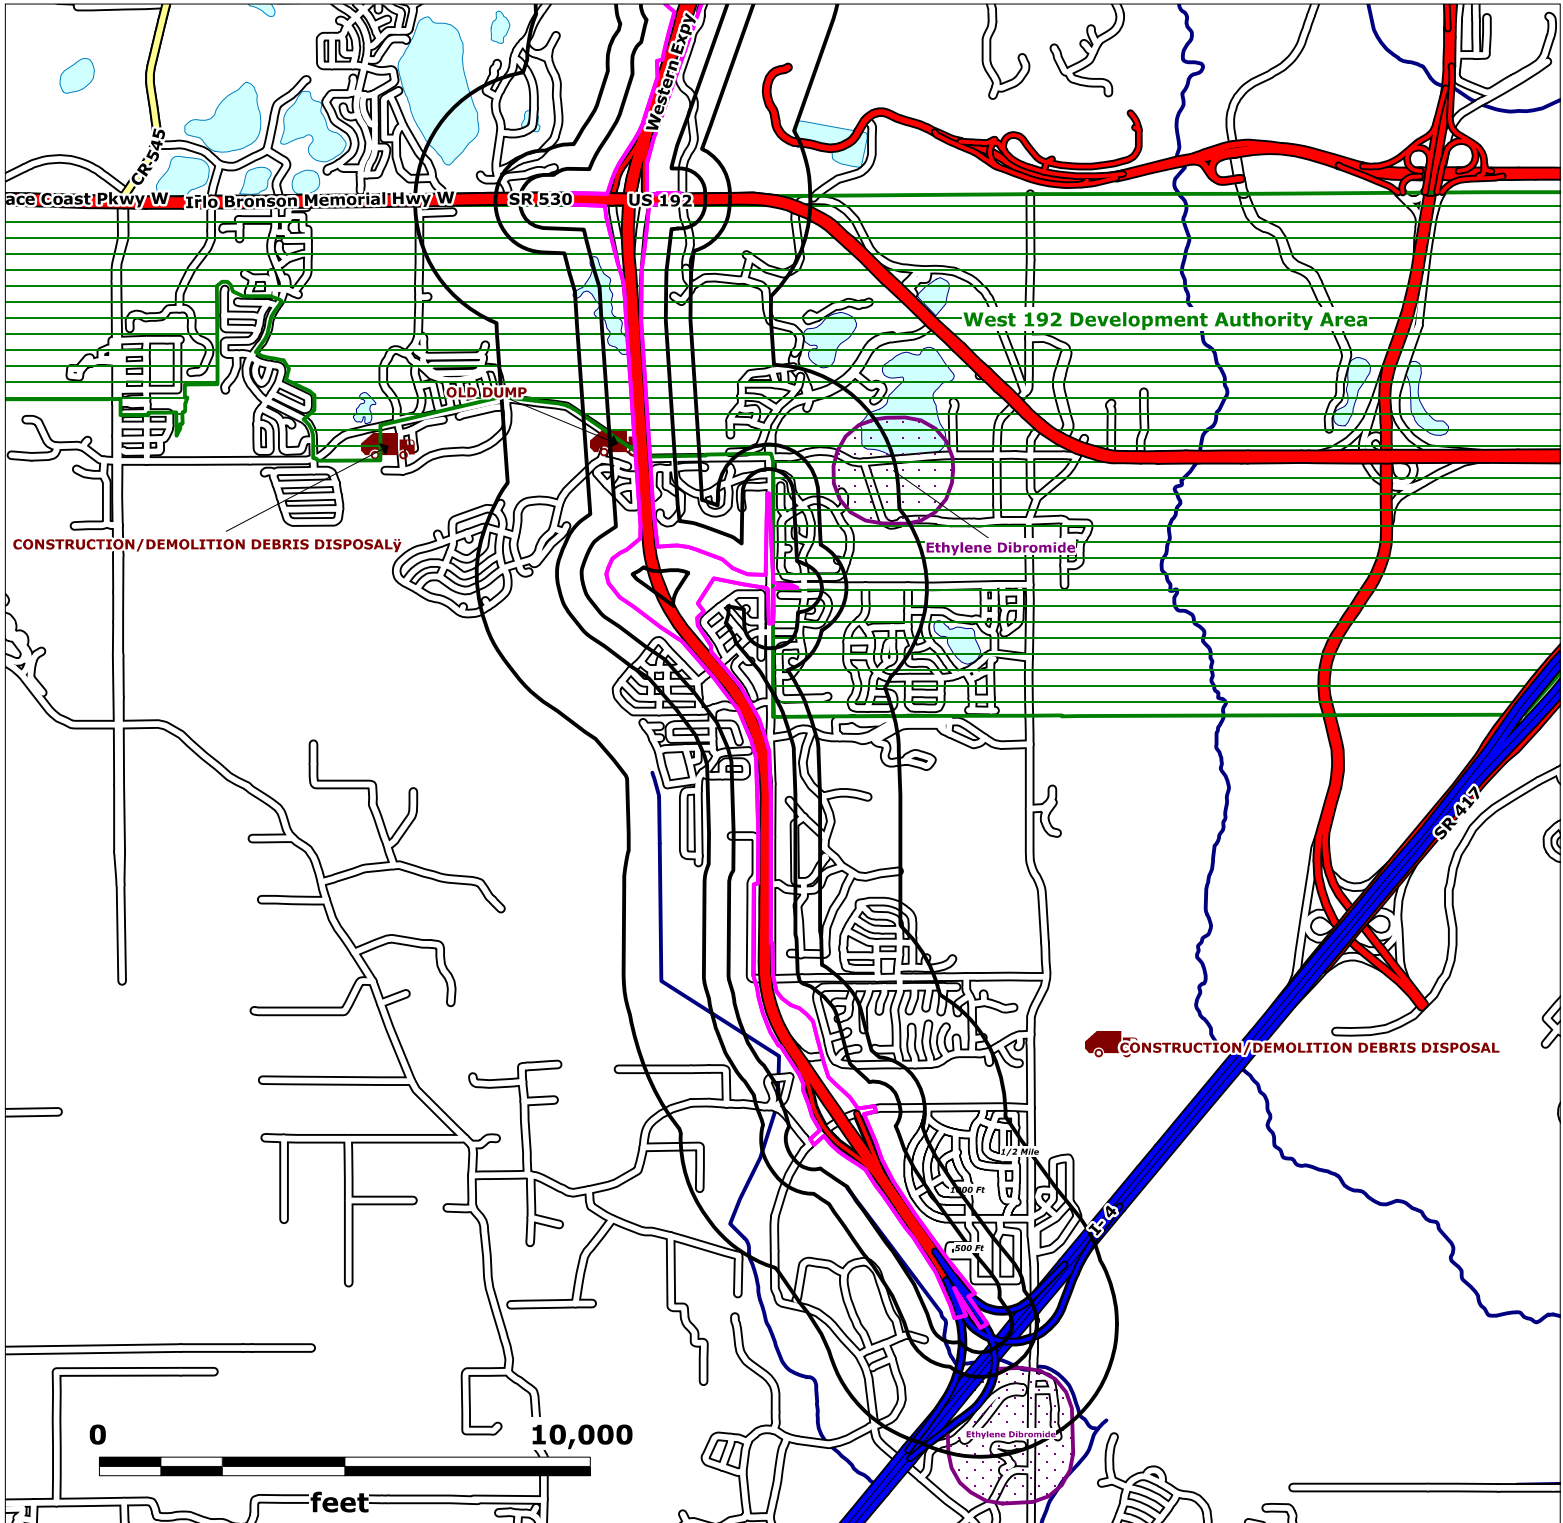 Western Expy
CR 545
ace Coast Pkwy W
Irlo Bronson Memorial Hwy W
SR 530
US 192
West 192 Development Authority Area
OLD DUMP
CONSTRUCTION/DEMOLITION DEBRIS DISPOSALÿ
Ethylene Dibromide
SR 417
CONSTRUCTION/DEMOLITION DEBRIS DISPOSAL
1/2 Mile
1000 Ft
500 Ft
I- 4
Ethylene Dibromide
0
10,000
feet